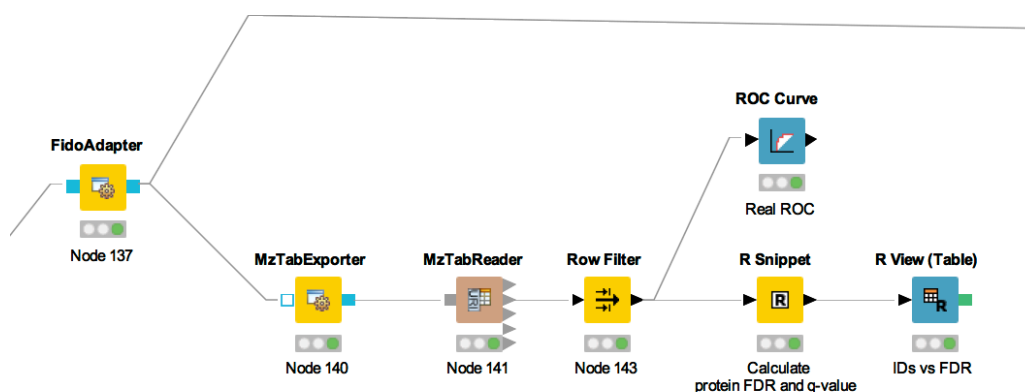 ROC Curve
FidoAdapter
Real ROC
Node 137
MzTabExporter
MzTabReader
Row Filter
R Snippet
R View (Table)
R
R
Node 140
Node 141
Node 143
Calculate
protein FDR and q-value
IDs vs FDR